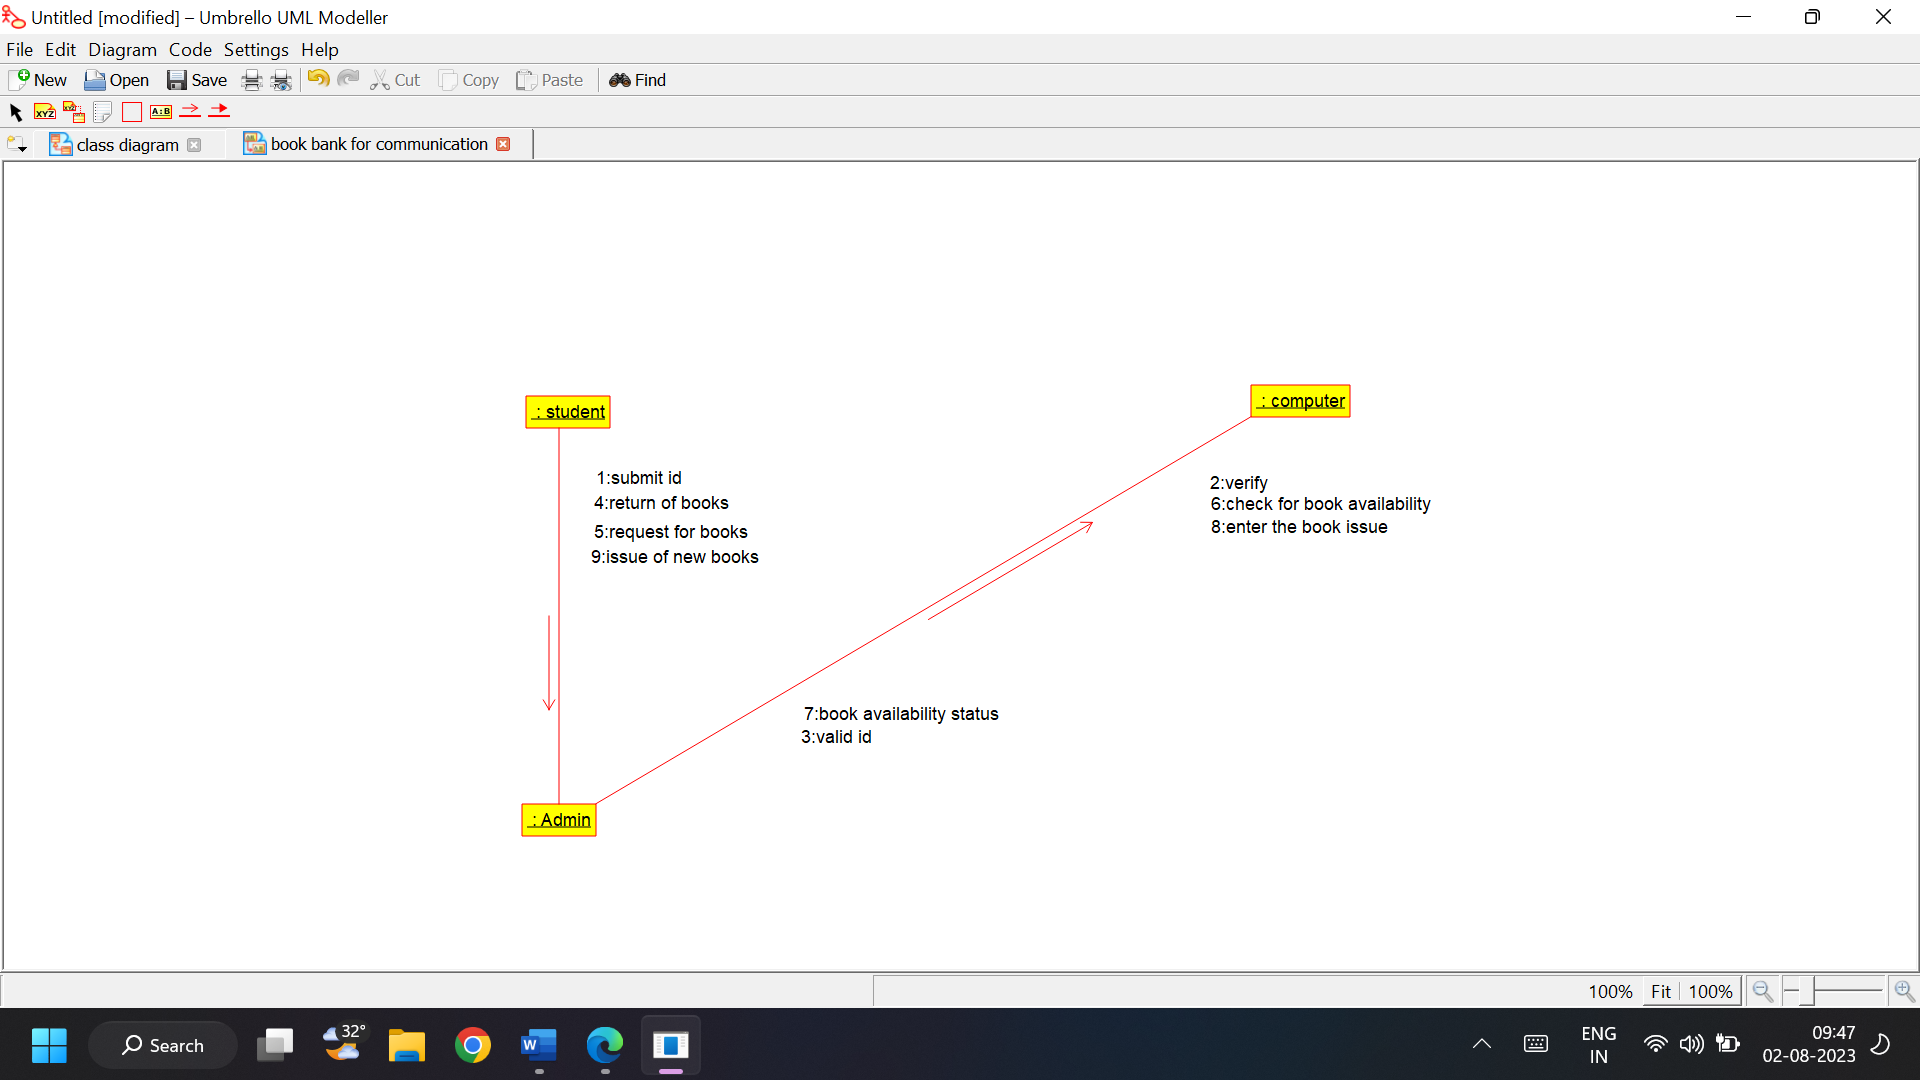 Untitled [modified] – Umbrello UML Modeller
File Edit Diagram Code Settings Help
New Open Save Cut Copy Paste Find
XYZ XYZ A:B
class diagram book bank for communication
: student
: computer
1:submit id
4:return of books
5:request for books
9:issue of new books
2:verify
6:check for book availability
8:enter the book issue
7:book availability status
3:valid id
: Admin
100% Fit 100%
Search 32° W ENG 09:47
IN 02-08-2023